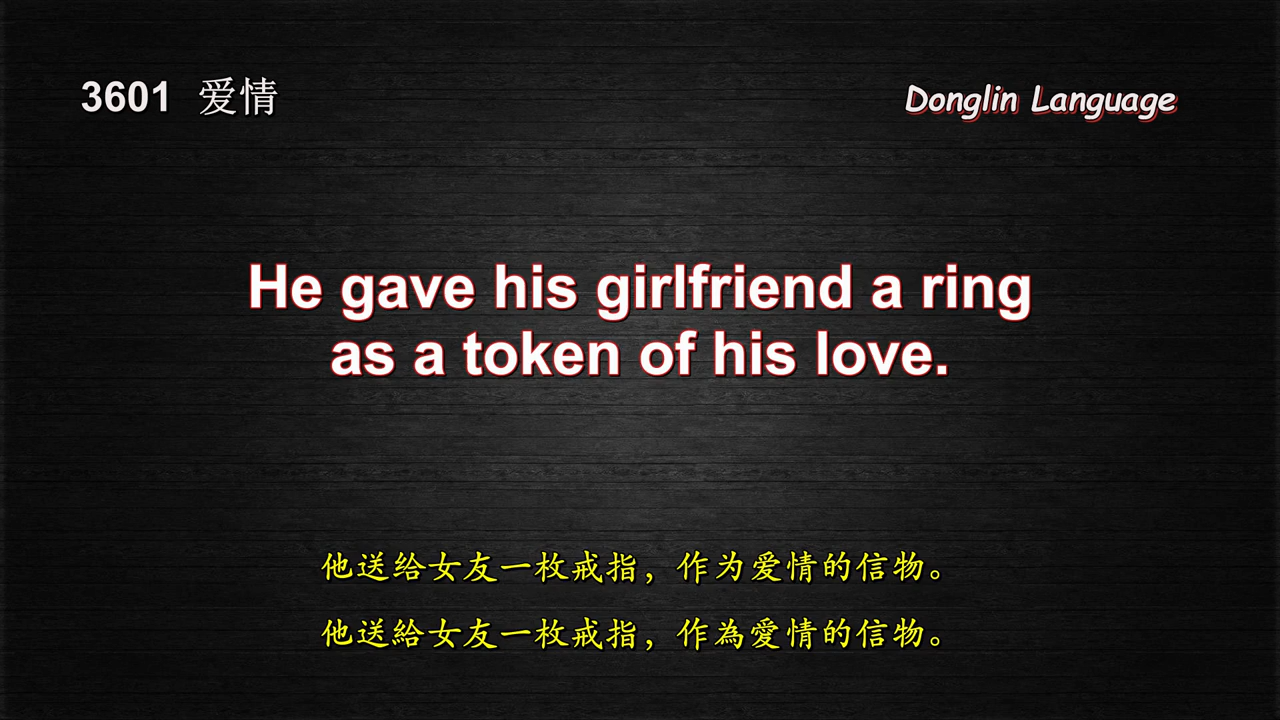 3601 爱情
Donglin Language
He gave his girlfriend a ring
as a token of his love.
他送给女友一枚戒指，作为爱情的信物。
他送給女友一枚戒指，作為愛情的信物。